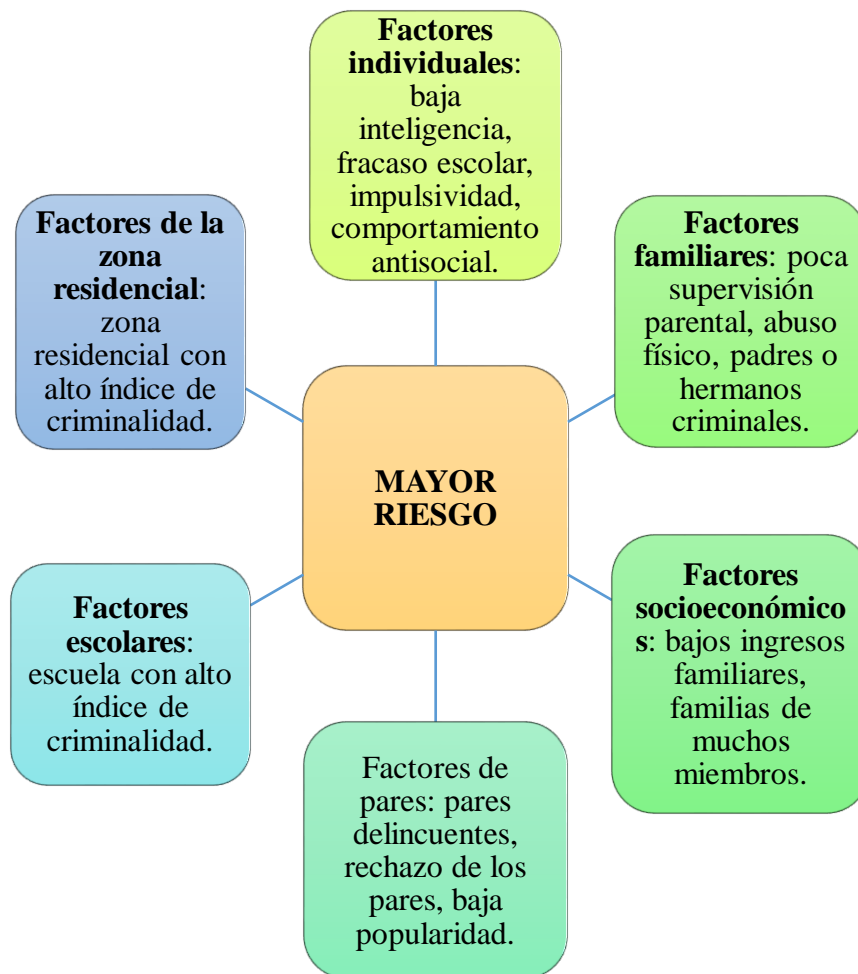 Factores
individuales:
baja
inteligencia,
fracaso escolar,
impulsividad,
comportamiento
antisocial.
Factores
familiares: poca
supervisión
parental, abuso
físico, padres o
hermanos
criminales.
Factores
socioeconómico
s: bajos ingresos
familiares,
familias de
muchos
miembros.
Factores de
pares: pares
delincuentes,
rechazo de los
pares, baja
popularidad.
Factores
escolares:
escuela con alto
índice de
criminalidad.
Factores de la
zona
residencial:
zona
residencial con
alto índice de
criminalidad.
MAYOR
RIESGO